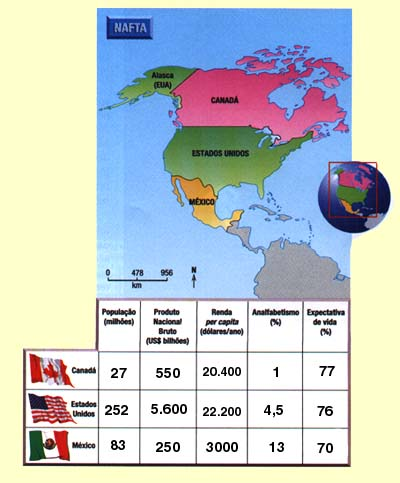 NAFTA
Alasca
(EUA)
CANADÁ
ESTADOS UNIDOS
MÉXICO
0 478 956
km
N
População
(milhões)
Produto
Nacional
Bruto
(US$ bilhões)
Renda
per capita
(dólares/ano)
Analfabetismo
(%)
Expectativa
de vida
(%)
Canadá 27 550 20.400 1 77
Estados
Unidos 252 5.600 22.200 4,5 76
México 83 250 3000 13 70